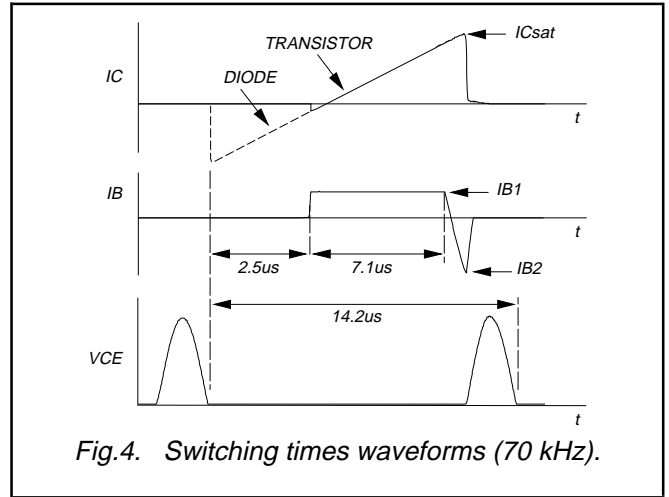 ICsat
TRANSISTOR
IC
DIODE
t
IB
IB1
t
2.5us
7.1us
IB2
14.2us
VCE
t
Fig.4. Switching times waveforms (70 kHz).